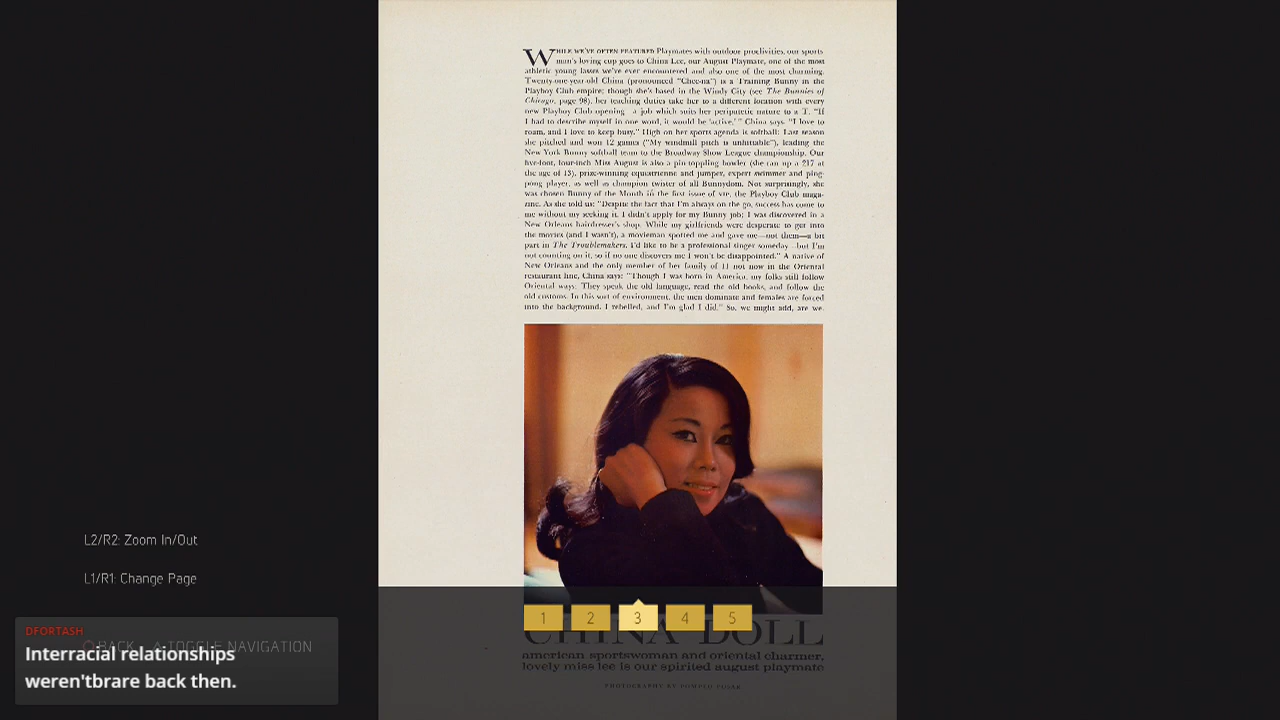 WHILE WE'VE OFTEN FEATURED Playmates with outdoor proclivities, our sports
man's loving cup goes to China Lee, our August Playmate, one of the most
athletic young lasses we've ever encountered and also one of the most charming.
Twenty-one-year-old China (pronounced "Chee-na") is a Training Bunny in the
Playboy Club empire; though she's based in the Windy City (see The Bunnies of
Chicago, page 98), her teaching duties take her to a different location with every
new Playboy Club opening—a job which suits her peripatetic nature to a T. "If
I had to describe myself in one word, it would be 'active,'" China says. "I love to
roam, and I love to keep busy." High on her sports agenda is softball: Last season
she pitched and won 12 games ("My windmill pitch is unhittable"), leading the
New York Bunny softball team to the Broadway Show League championship. Our
five-foot, four-inch Miss August is also a pin-toppling bowler (she ran up a 217 at
the age of 13), prize-winning equestrienne and jumper, expert swimmer and ping-
pong player, as well as champion twister of all Bunnydom. Not surprisingly, she
was chosen Bunny of the Month in the first issue of VIP, the Playboy Club maga-
zine. As she told us: "Despite the fact that I'm always on the go, success has come to
me without my seeking it. I didn't apply for my Bunny job; I was discovered in a
New Orleans hairdresser's shop. While my girlfriends were desperate to get into
the movies (and I wasn't), a movieman spotted me and gave me—not them—a bit
part in The Troublemakers. I'd like to be a professional singer someday—but I'm
not counting on it, so if no one discovers me I won't be disappointed." A native of
New Orleans and the only member of her family of 11 not now in the Oriental
restaurant line, China says: "Though I was born in America, my folks still follow
Oriental ways: They speak the old language, read the old books, and follow the
old customs. In this sort of environment, the men dominate and females are forced
into the background. I rebelled, and I'm glad I did." So, we might add, are we.
L2/R2: Zoom In/Out
L1/R1: Change Page
1 2 3 4 5
CHINA DOLL
american sportswoman and oriental charmer,
lovely miss lee is our spirited august playmate
PHOTOGRAPHY BY POMPEO POSAR
BACK TOGGLE NAVIGATION
DFORTASH
Interracial relationships
weren'tbrare back then.